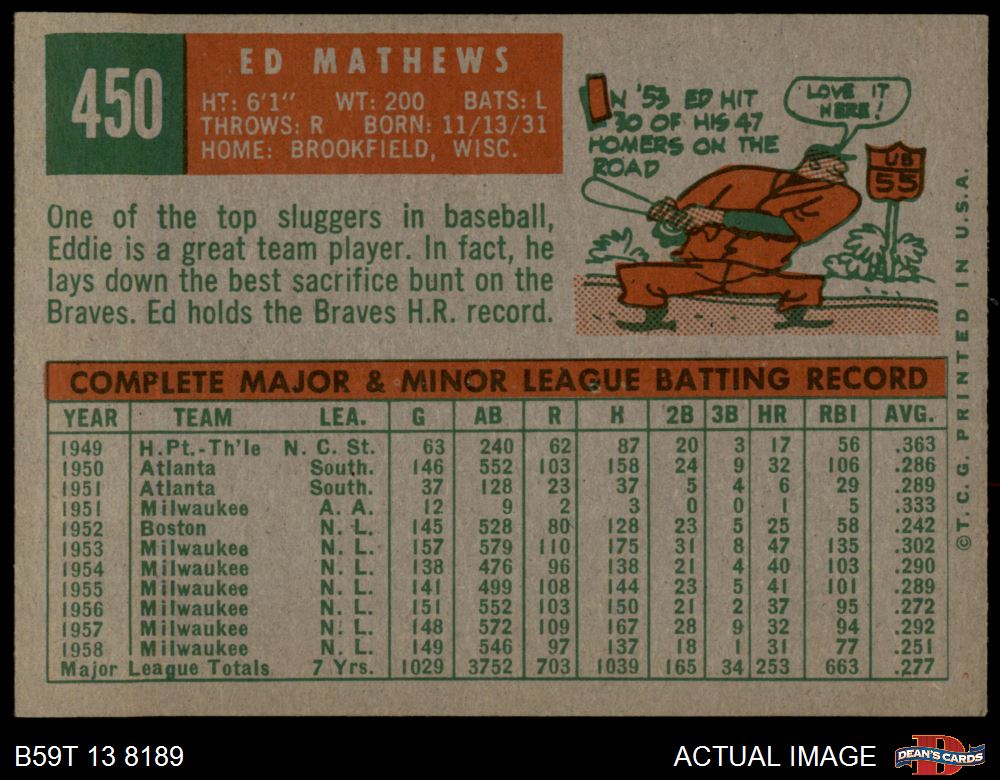 450
ED MATHEWS
HT: 6'1" WT: 200 BATS: L
THROWS: R BORN: 11/13/31
HOME: BROOKFIELD, WISC.
One of the top sluggers in baseball,
Eddie is a great team player. In fact, he
lays down the best sacrifice bunt on the
Braves. Ed holds the Braves H.R. record.
IN '53 ED HIT
30 OF HIS 47
HOMERS ON THE
ROAD
LOVE IT
HERE!
US
55
COMPLETE MAJOR & MINOR LEAGUE BATTING RECORD
YEAR TEAM LEA. G AB R H 2B 3B HR RBI AVG.
1949 H.Pt.-Th'le N. C. St. 63 240 62 87 20 3 17 56 .363
1950 Atlanta South. 146 552 103 158 24 9 32 106 .286
1951 Atlanta South. 37 128 23 37 5 4 6 29 .289
1951 Milwaukee A. A. 12 9 2 3 0 0 1 5 .333
1952 Boston N. L. 145 528 80 128 23 5 25 58 .242
1953 Milwaukee N. L. 157 579 110 175 31 8 47 135 .302
1954 Milwaukee N. L. 138 476 96 138 21 4 40 103 .290
1955 Milwaukee N. L. 141 499 108 144 23 5 41 101 .289
1956 Milwaukee N. L. 151 552 103 150 21 2 37 95 .272
1957 Milwaukee N. L. 148 572 109 167 28 9 32 94 .292
1958 Milwaukee N. L. 149 546 97 137 18 1 31 77 .251
Major League Totals 7 Yrs. 1029 3752 703 1039 165 34 253 663 .277
©T.C.G. PRINTED IN U.S.A.
B59T 13 8189
ACTUAL IMAGE
D
DEAN'S CARDS